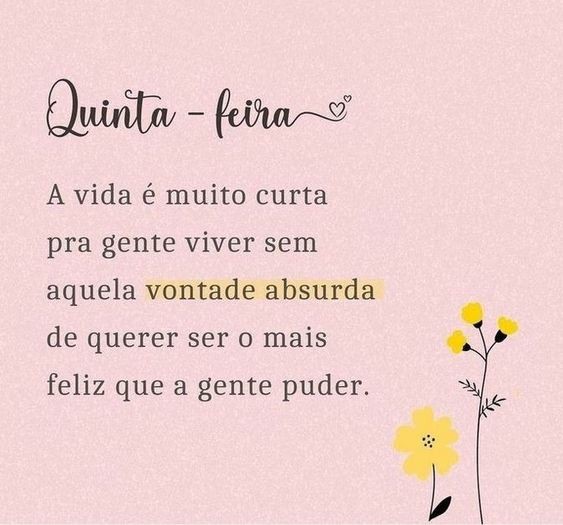 Quinta - feira
A vida é muito curta
pra gente viver sem
aquela vontade absurda
de querer ser o mais
feliz que a gente puder.